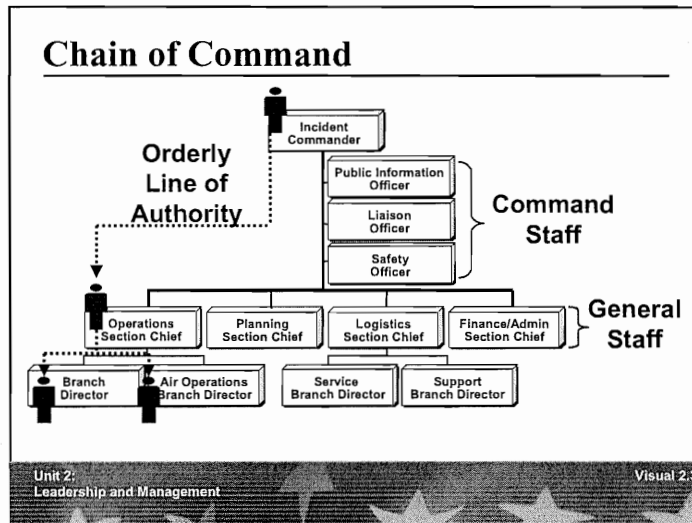 Chain of Command
Incident
Commander
Orderly
Line of
Authority
Public Information
Officer
Liaison
Officer
Safety
Officer
Command
Staff
Operations
Section Chief
Planning
Section Chief
Logistics
Section Chief
Finance/Admin
Section Chief
General
Staff
Branch
Director
Air Operations
Branch Director
Service
Branch Director
Support
Branch Director
Unit 2:
Leadership and Management
Visual 2.